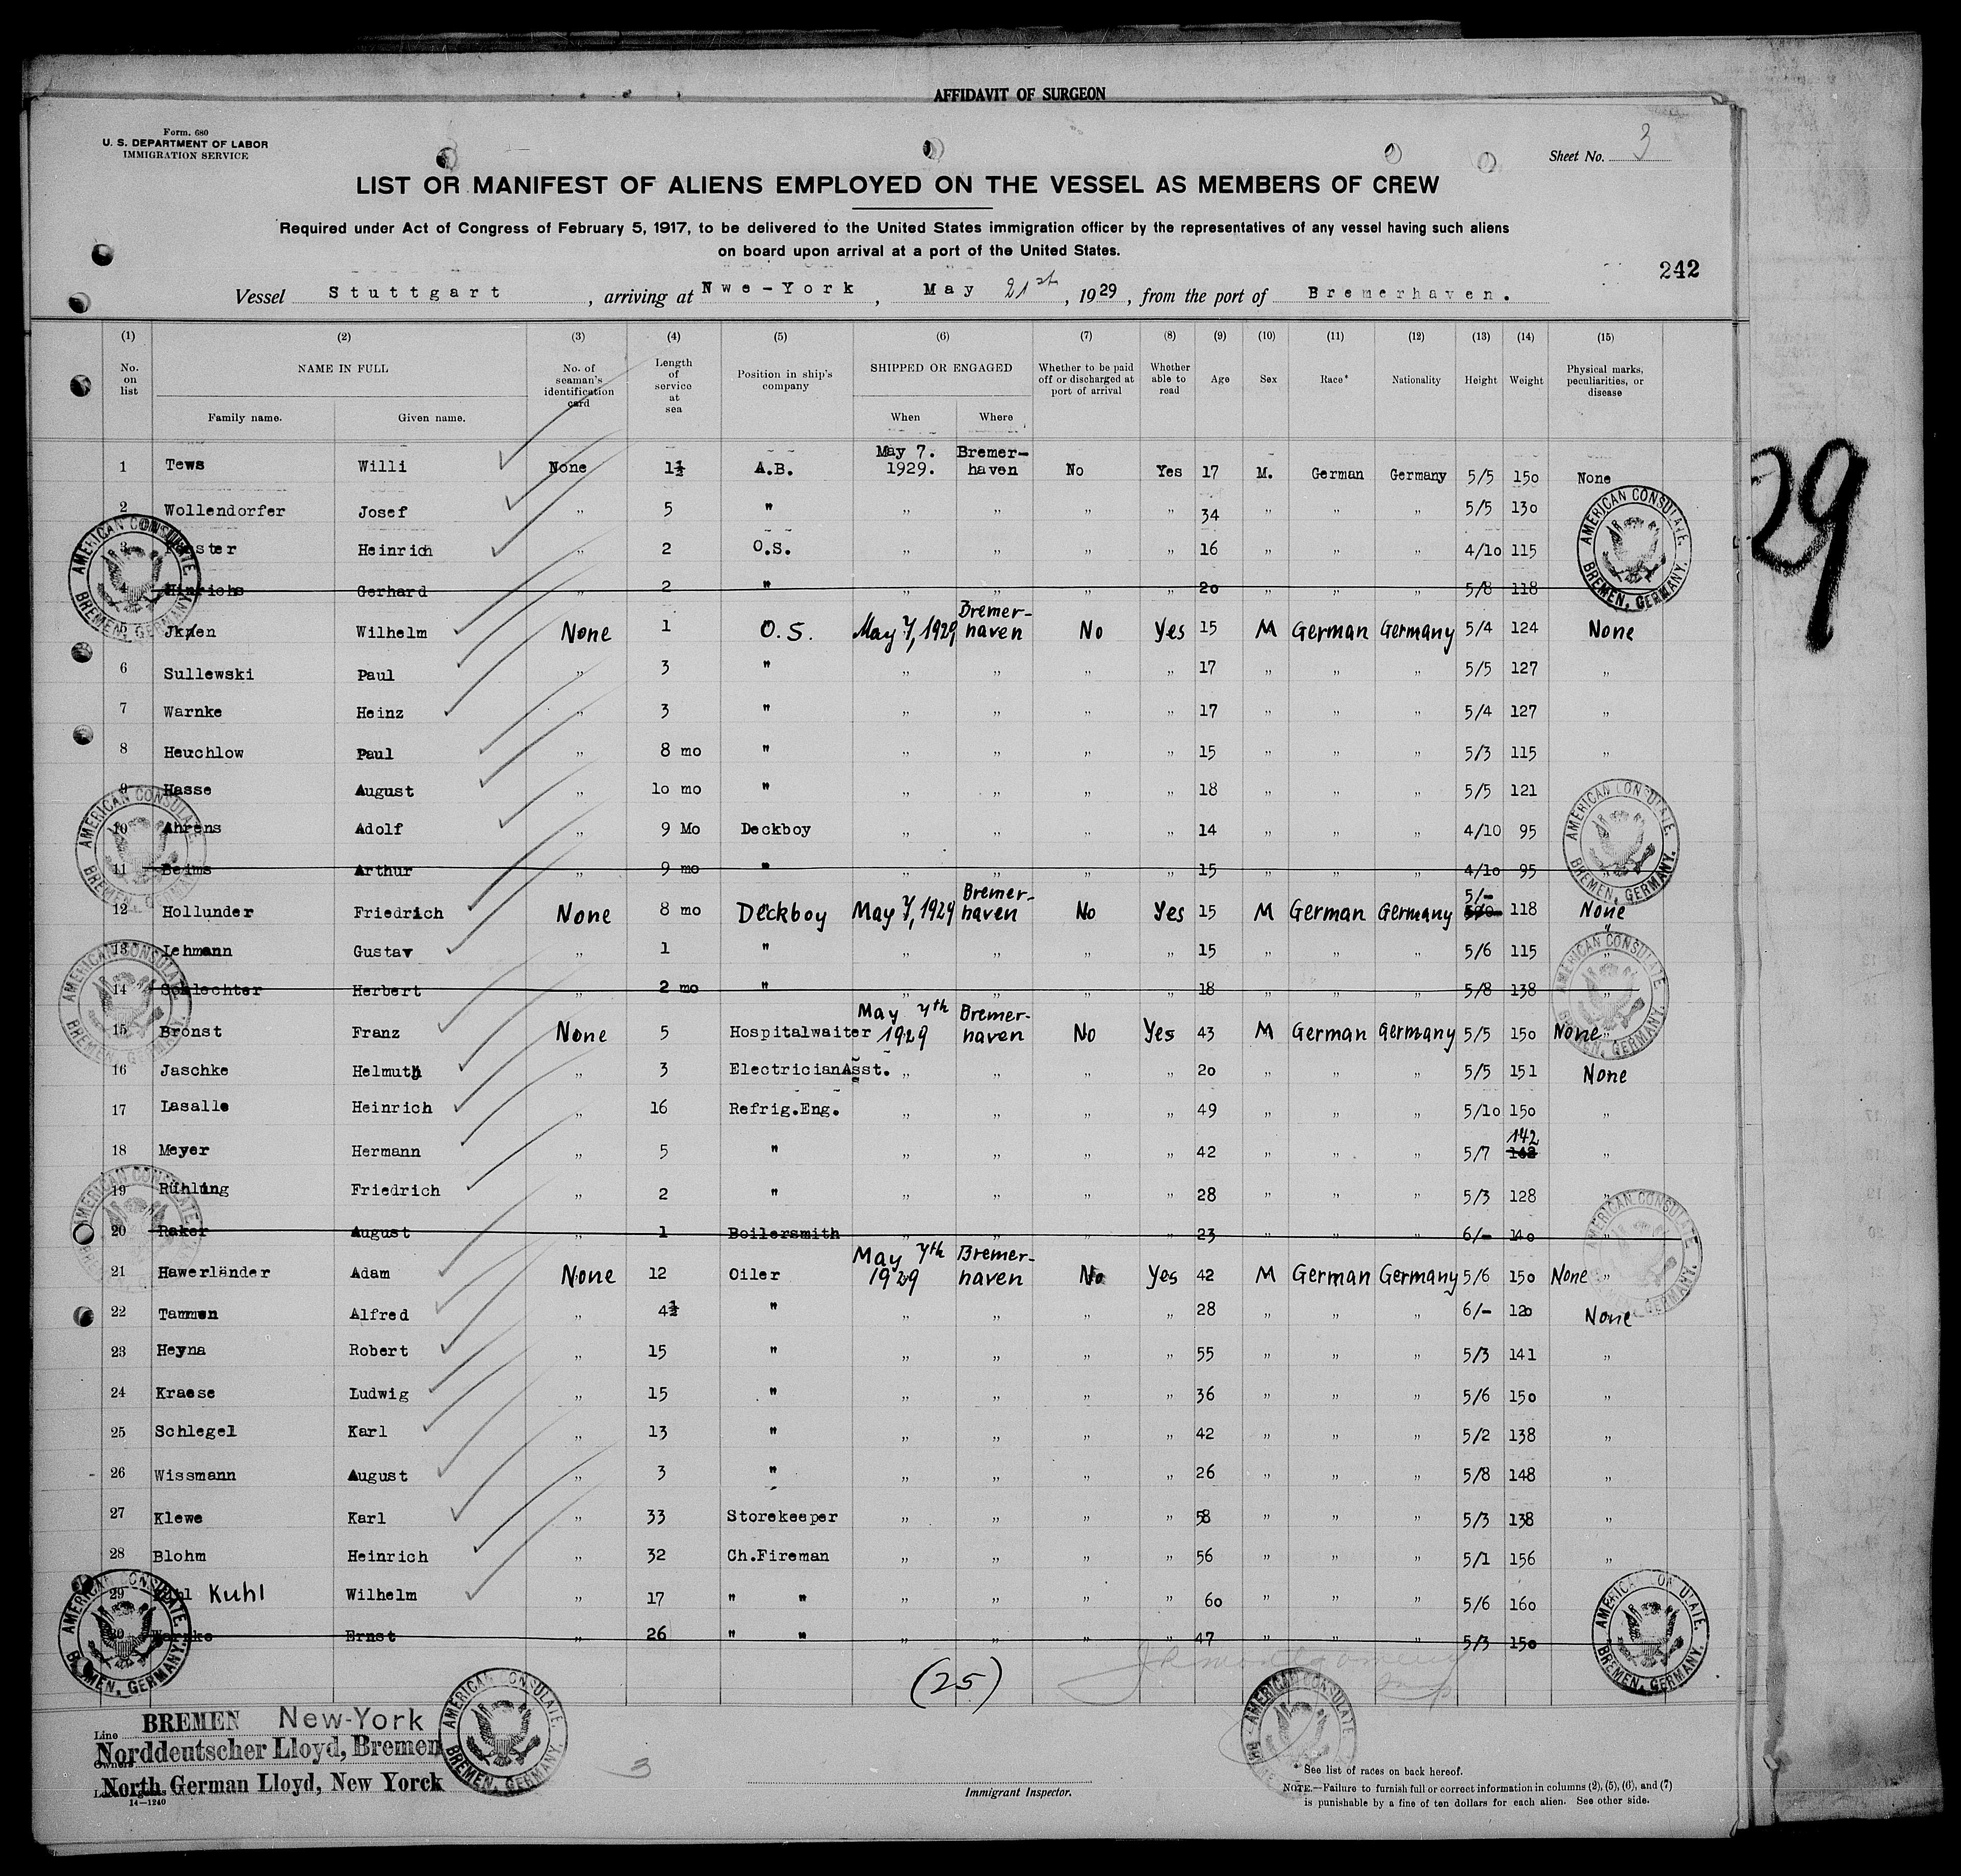 AFFIDAVIT OF SURGEON
Form. 680
U. S. DEPARTMENT OF LABOR
IMMIGRATION SERVICE
Sheet No. 3
LIST OR MANIFEST OF ALIENS EMPLOYED ON THE VESSEL AS MEMBERS OF CREW
Required under Act of Congress of February 5, 1917, to be delivered to the United States immigration officer by the representatives of any vessel having such aliens
on board upon arrival at a port of the United States.
242
Vessel Stuttgart, arriving at Nwe-York, May 21st, 1929, from the port of Bremerhaven.
(1) (2) (3) (4) (5) (6) (7) (8) (9) (10) (11) (12) (13) (14) (15)
No. on list NAME IN FULL Family name. Given name. No. of seaman's identification card Length of service at sea Position in ship's company SHIPPED OR ENGAGED When Where Whether to be paid off or discharged at port of arrival Whether able to read Age Sex Race* Nationality Height Weight Physical marks, peculiarities, or disease
1 Tews Willi None 1½ A.B. May 7. 1929. Bremer-haven No Yes 17 M. German Germany 5/5 150 None
2 Wollendorfer Josef „ 5 " „ „ „ „ 34 „ „ „ 5/5 130
3 Heinrich „ 2 O.S. „ „ „ „ 16 „ „ „ 4/10 115
4 Hinrichs Gerhard „ 2 " „ „ „ „ 20 „ „ „ 5/8 118
5 Wilhelm None 1 O.S. May 7, 1929 Bremer-haven No Yes 15 M German Germany 5/4 124 None
6 Sullewski Paul „ 3 " „ „ „ „ 17 „ „ „ 5/5 127 „
7 Warnke Heinz „ 3 " „ „ „ „ 17 „ „ „ 5/4 127 „
8 Heuchlow Paul „ 8 mo " „ „ „ „ 15 „ „ „ 5/3 115 „
9 Hasse August „ 10 mo " „ „ „ „ 18 „ „ „ 5/5 121
10 Ahrens Adolf „ 9 Mo Deckboy „ „ „ „ 14 „ „ „ 4/10 95
11 Beims Arthur „ 9 mo " „ „ „ „ 15 „ „ „ 4/10 95
12 Hollunder Friedrich None 8 mo Deckboy May 7, 1929 Bremer-haven No Yes 15 M German Germany 5/- 118 None
13 Lehmann Gustav „ 1 " „ „ „ „ 15 „ „ „ 5/6 115 „
14 Schlechter Herbert „ 2 mo " „ „ „ „ 18 „ „ „ 5/8 138 „
15 Bronst Franz None 5 Hospitalwaiter May 7th 1929 Bremer-haven No Yes 43 M German Germany 5/5 150 None „
16 Jaschke Helmuth „ 3 Electrician Asst. „ „ „ „ 20 „ „ „ 5/5 151 None
17 Lasalle Heinrich „ 16 Refrig.Eng. „ „ „ „ 49 „ „ „ 5/10 150 „
18 Meyer Hermann „ 5 " „ „ „ „ 42 „ „ „ 5/7 142 „
19 Rühling Friedrich „ 2 " „ „ „ „ 28 „ „ „ 5/3 128 „
20 Raker August „ 1 Boilersmith „ „ „ „ 23 „ „ „ 6/- 140 „
21 Hawerländer Adam None 12 Oiler May 7th 1929 Bremer-haven No Yes 42 M German Germany 5/6 150 None „
22 Tammen Alfred „ 4½ " „ „ „ „ 28 „ „ „ 6/- 120 None
23 Heyna Robert „ 15 " „ „ „ „ 55 „ „ „ 5/3 141 „
24 Kraese Ludwig „ 15 " „ „ „ „ 36 „ „ „ 5/6 150 „
25 Schlegel Karl „ 13 " „ „ „ „ 42 „ „ „ 5/2 138 „
26 Wissmann August „ 3 " „ „ „ „ 26 „ „ „ 5/8 148 „
27 Klewe Karl „ 33 Storekeeper „ „ „ „ 58 „ „ „ 5/3 138 „
28 Blohm Heinrich „ 32 Ch.Fireman „ „ „ „ 56 „ „ „ 5/1 156 „
29 Kuhl Wilhelm „ 17 " " „ „ „ „ 60 „ „ „ 5/6 160
30 Warnke Ernst „ 26 " " „ „ „ „ 47 „ „ „ 5/3 150
29
(25)
AMERICAN CONSULATE. BREMEN, GERMANY.
Line BREMEN New-York
Owners Norddeutscher Lloyd, Bremen
North German Lloyd, New Yorck
14—1240
3
Immigrant Inspector.
* See list of races on back hereof.
NOTE.—Failure to furnish full or correct information in columns (2), (5), (6), and (7)
is punishable by a fine of ten dollars for each alien. See other side.